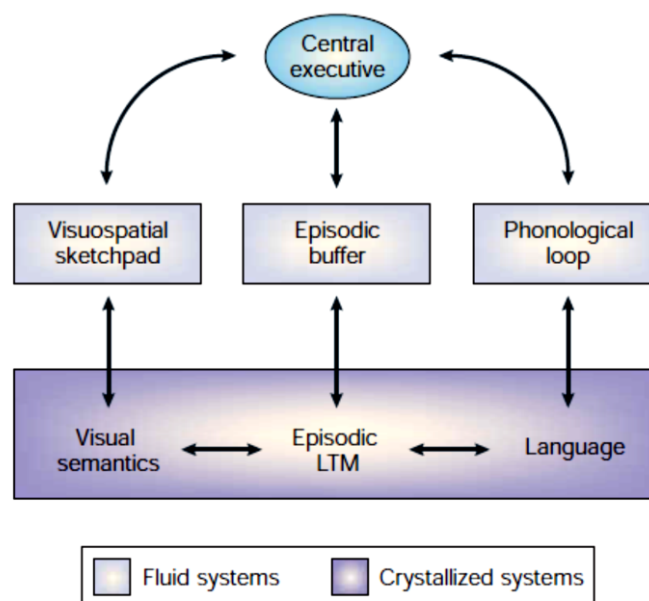 Central
executive
Visuospatial
sketchpad
Episodic
buffer
Phonological
loop
Visual
semantics
Episodic
LTM
Language
Fluid systems
Crystallized systems